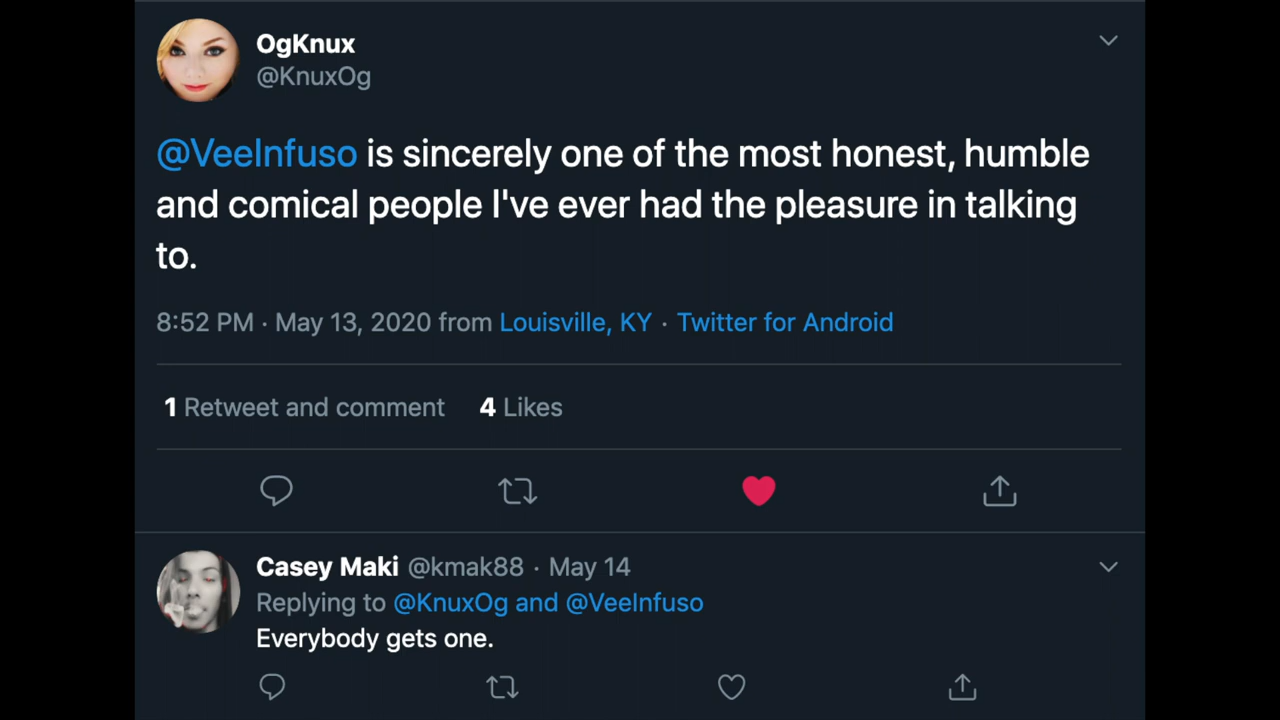 OgKnux
@KnuxOg
@VeeInfuso is sincerely one of the most honest, humble
and comical people I've ever had the pleasure in talking
to.
8:52 PM · May 13, 2020 from Louisville, KY · Twitter for Android
1 Retweet and comment 4 Likes
Casey Maki @kmak88 · May 14
Replying to @KnuxOg and @VeeInfuso
Everybody gets one.